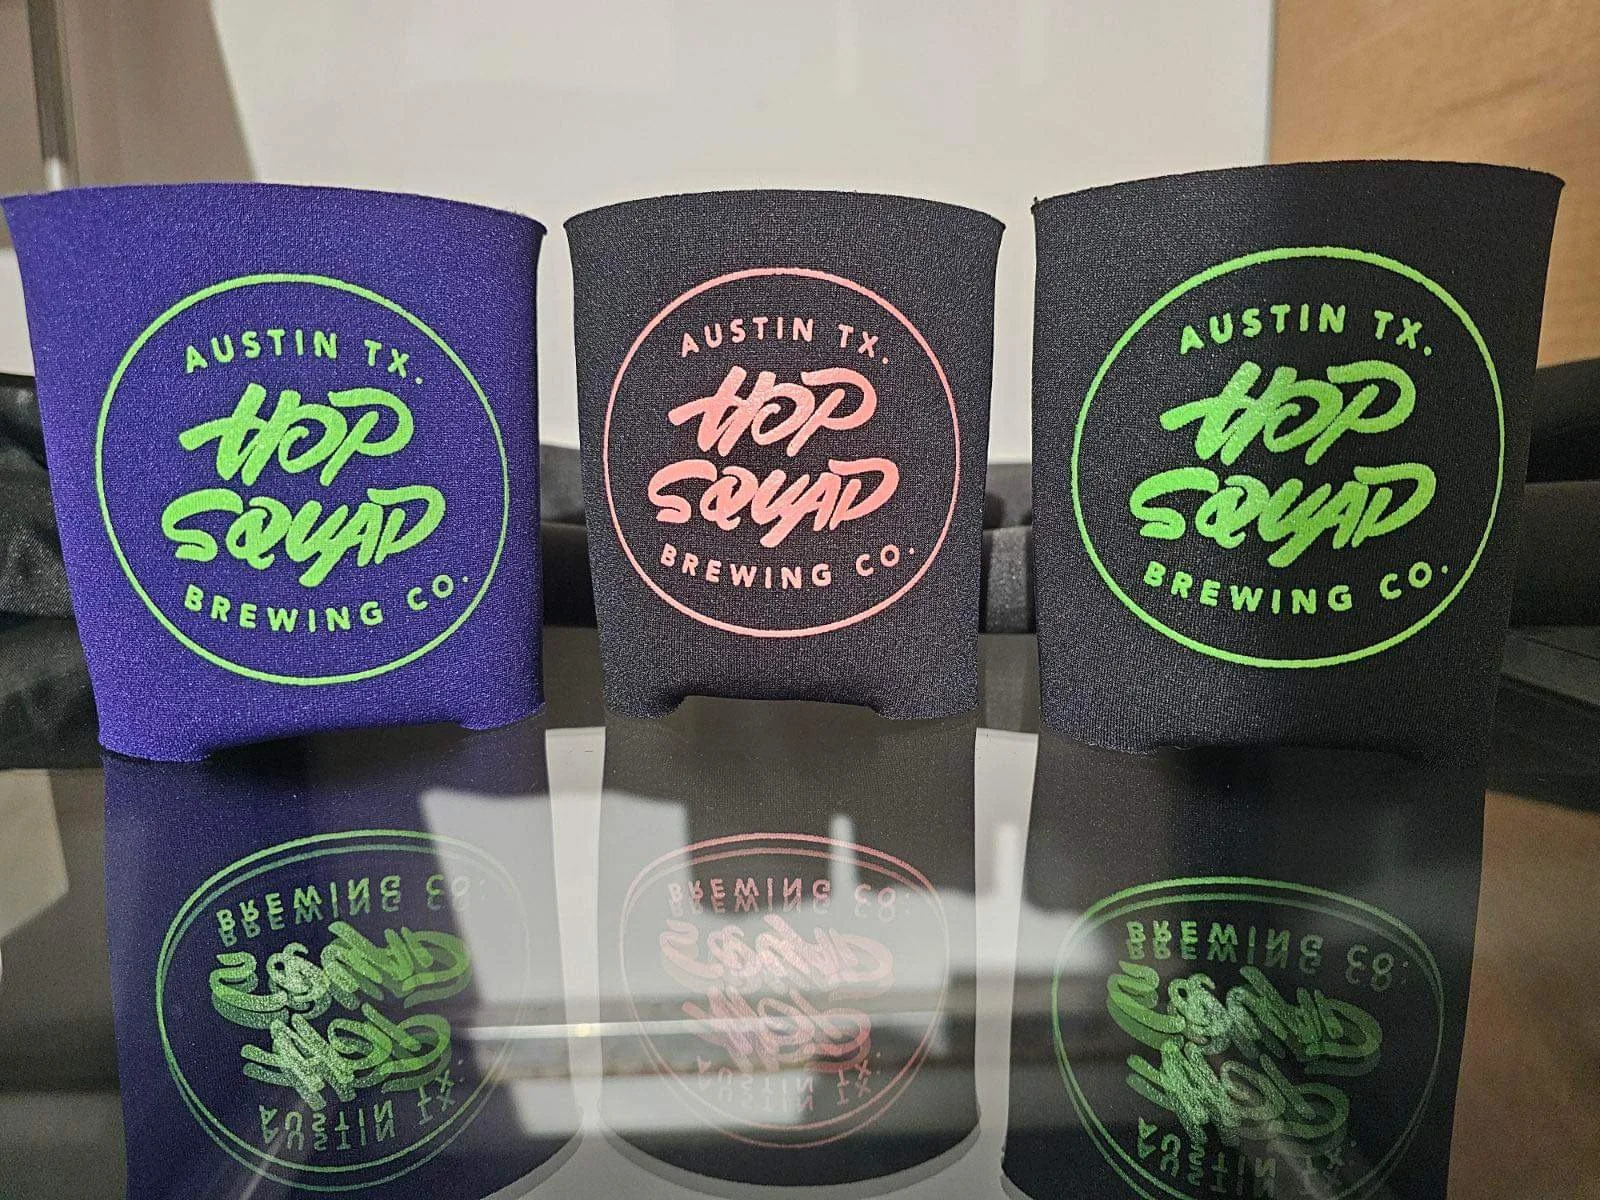 AUSTIN TX.
HOP
SQUAD
BREWING CO.
AUSTIN TX.
HOP
SQUAD
BREWING CO.
AUSTIN TX.
HOP
SQUAD
BREWING CO.